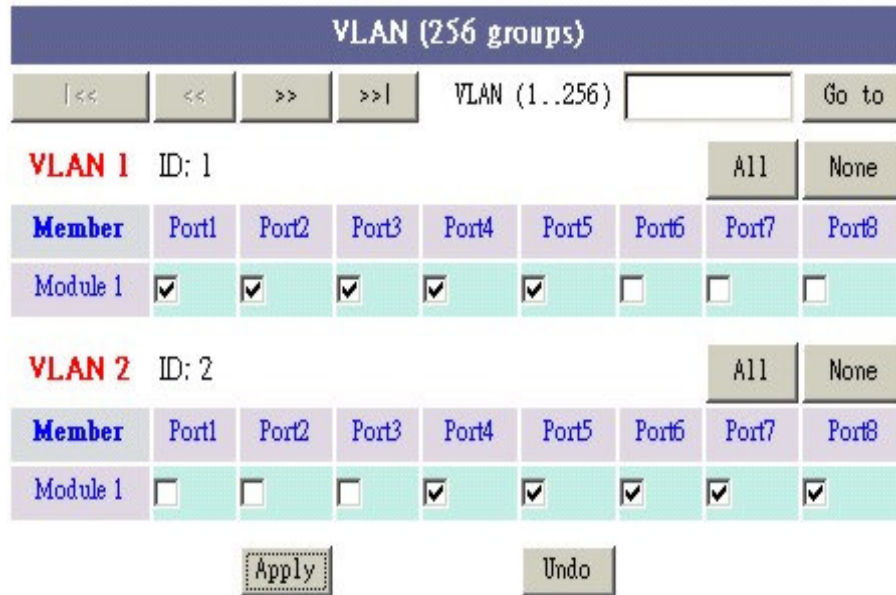 VLAN (256 groups)
|<< << >> >>| VLAN (1..256) Go to
VLAN 1 ID: 1 All None
Member Port1 Port2 Port3 Port4 Port5 Port6 Port7 Port8
Module 1
VLAN 2 ID: 2 All None
Member Port1 Port2 Port3 Port4 Port5 Port6 Port7 Port8
Module 1
Apply Undo